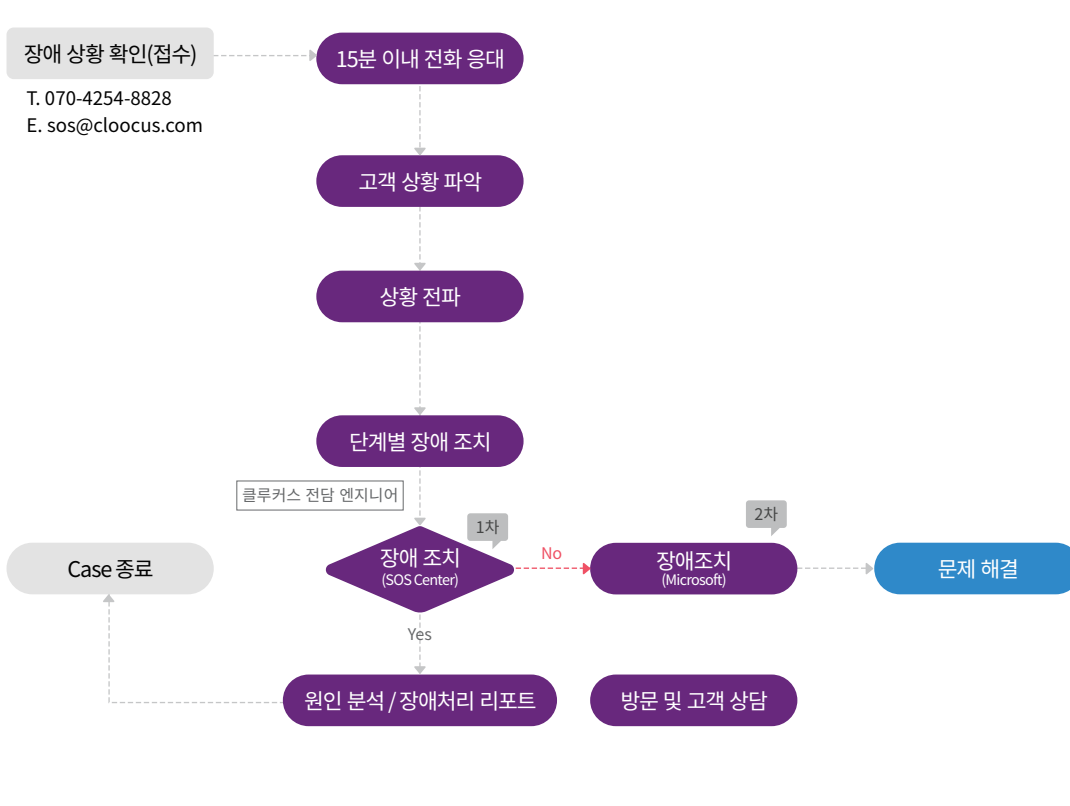 장애 상황 확인(접수)
T. 070-4254-8828
E. sos@cloocus.com
15분 이내 전화 응대
고객 상황 파악
상황 전파
단계별 장애 조치
클루커스 전담 엔지니어
1차
장애 조치
(SOS Center)
No
2차
장애조치
(Microsoft)
문제 해결
Case 종료
Yes
원인 분석 / 장애처리 리포트
방문 및 고객 상담